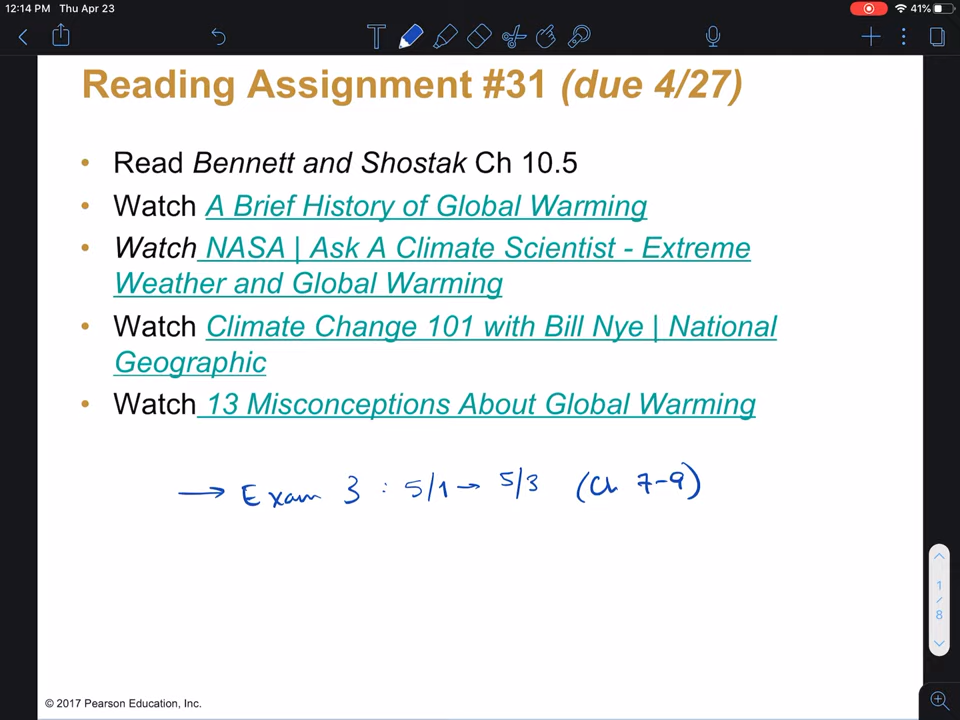 12:14 PM Thu Apr 23
41%
Reading Assignment #31 (due 4/27)
• Read Bennett and Shostak Ch 10.5
• Watch A Brief History of Global Warming
• Watch NASA | Ask A Climate Scientist - Extreme
Weather and Global Warming
• Watch Climate Change 101 with Bill Nye | National
Geographic
• Watch 13 Misconceptions About Global Warming
→ Exam 3 : 5/1 → 5/3 (Ch 7-9)
1
/
8
© 2017 Pearson Education, Inc.